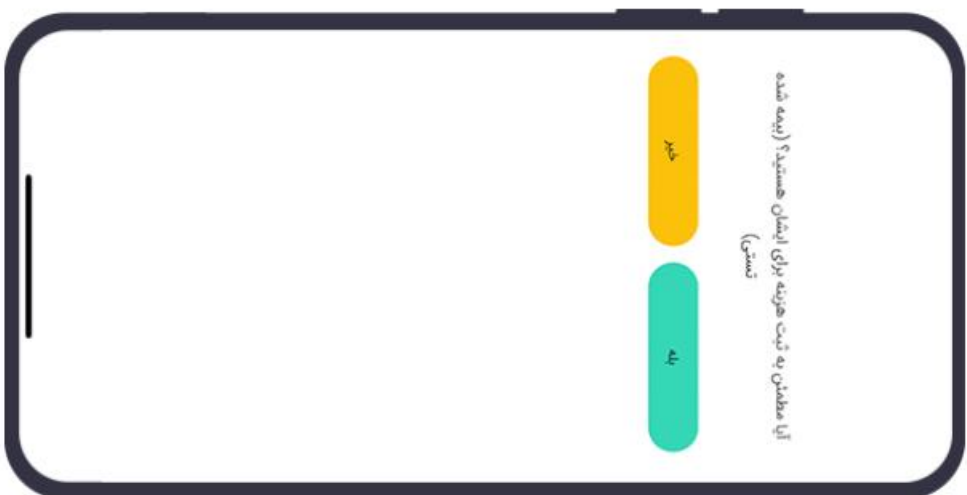 آیا مطمئن به ثبت هزینه برای ایشان هستید؟ (بیمه شده
تستی)
بله
خیر